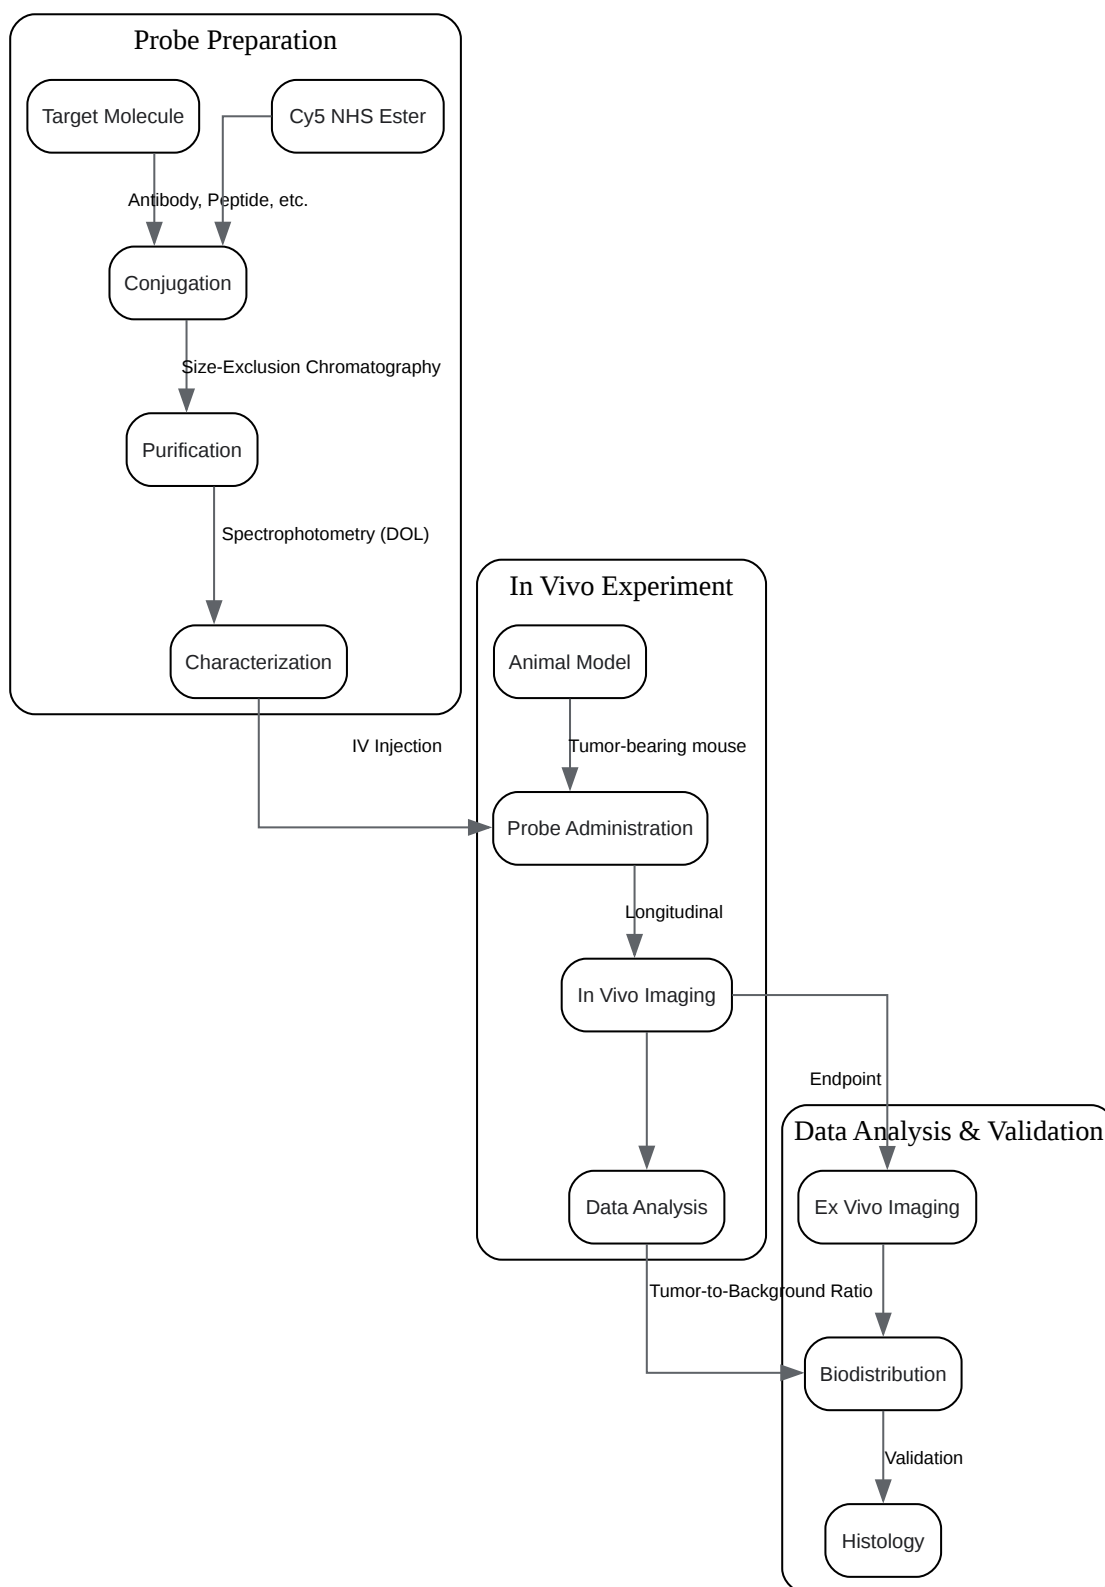 Probe Preparation
Target Molecule
Cy5 NHS Ester
Antibody, Peptide, etc.
Conjugation
Size-Exclusion Chromatography
Purification
Spectrophotometry (DOL)
Characterization
IV Injection
In Vivo Experiment
Animal Model
Tumor-bearing mouse
Probe Administration
Longitudinal
In Vivo Imaging
Endpoint
Data Analysis
Tumor-to-Background Ratio
Data Analysis & Validation
Ex Vivo Imaging
Biodistribution
Validation
Histology